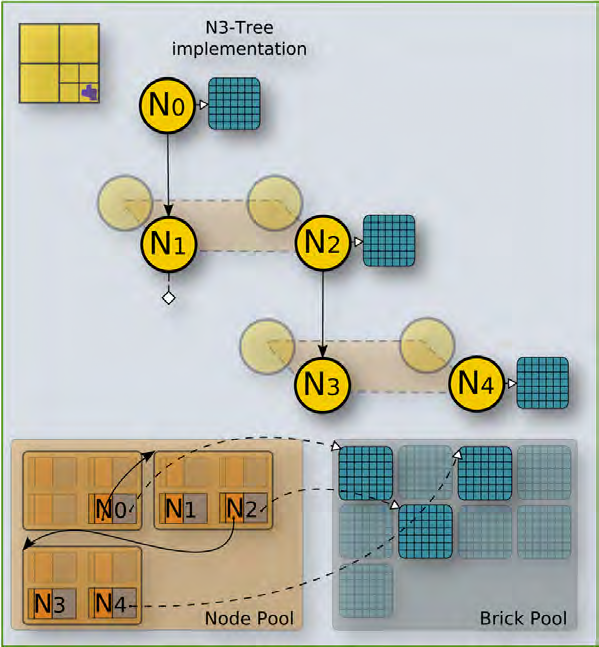 N3-Tree
implementation
N0
N1
N2
N3
N4
N0
N1
N2
N3
N4
Node Pool
Brick Pool